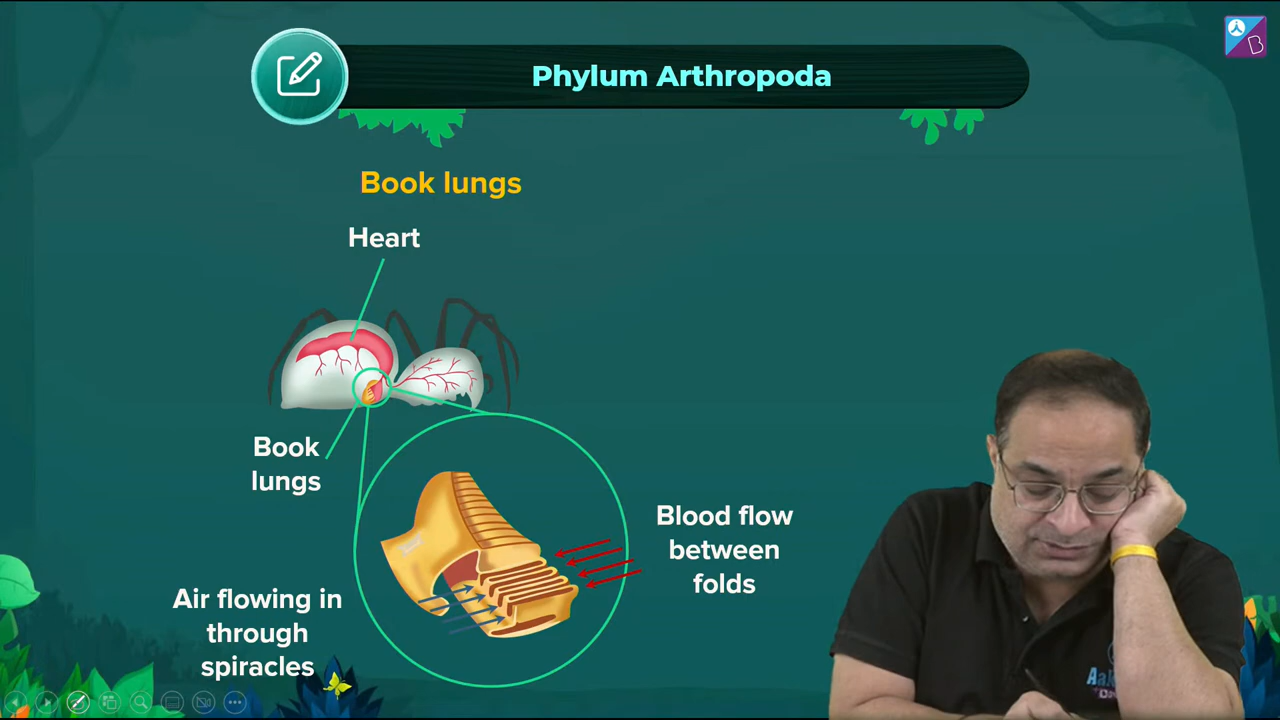 Phylum Arthropoda
Book lungs
Heart
Book
lungs
Blood flow
between
folds
Air flowing in
through
spiracles
B